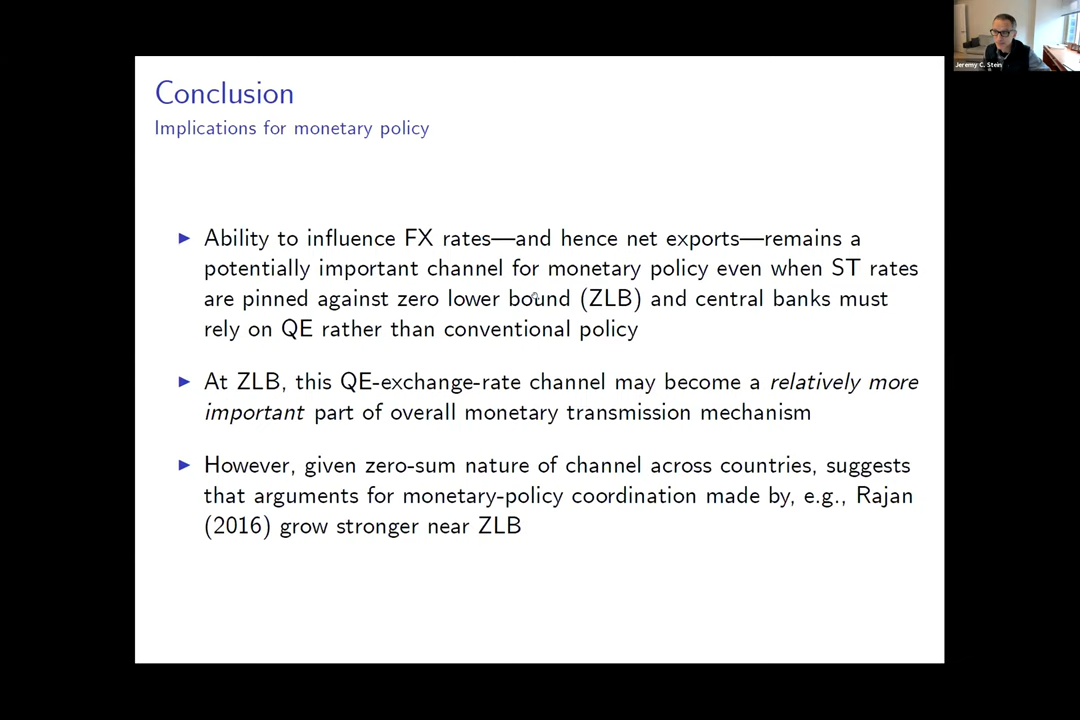 Jeremy C. Stein
Conclusion
Implications for monetary policy
▶ Ability to influence FX rates—and hence net exports—remains a
potentially important channel for monetary policy even when ST rates
are pinned against zero lower bound (ZLB) and central banks must
rely on QE rather than conventional policy
▶ At ZLB, this QE-exchange-rate channel may become a relatively more
important part of overall monetary transmission mechanism
▶ However, given zero-sum nature of channel across countries, suggests
that arguments for monetary-policy coordination made by, e.g., Rajan
(2016) grow stronger near ZLB